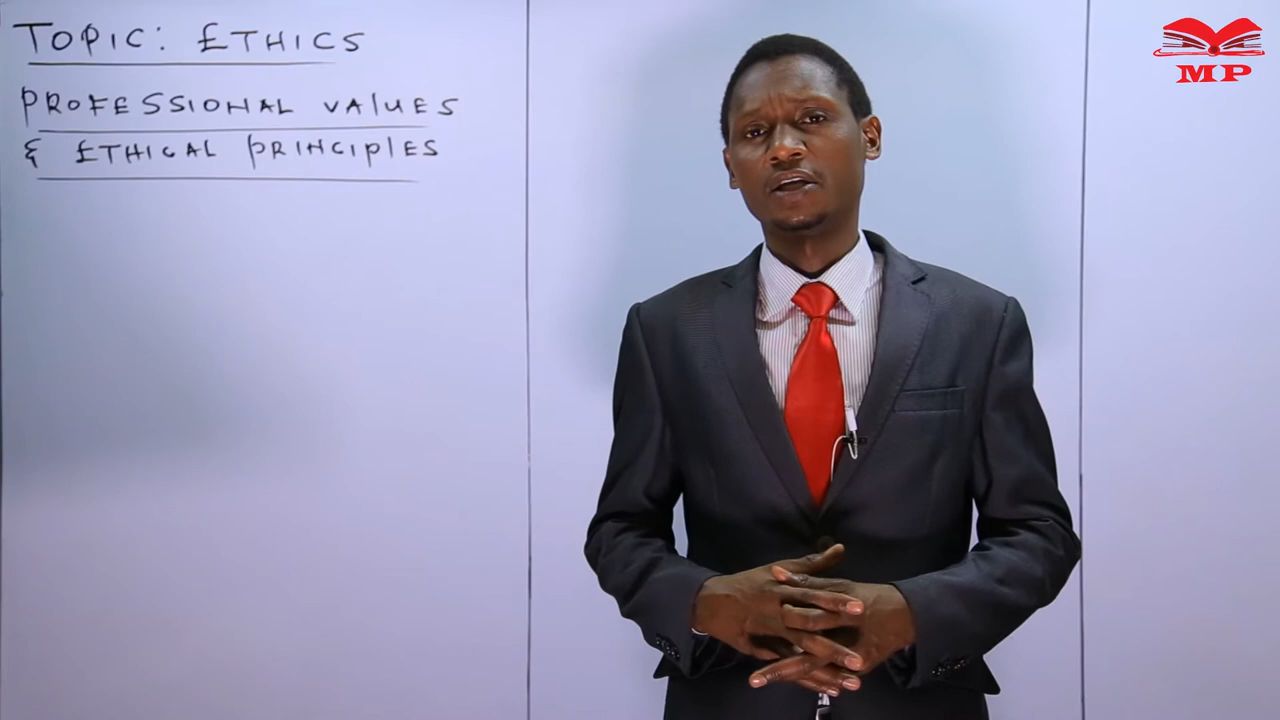 TOPIC: ETHICS
PROFESSIONAL VALUES
& ETHICAL PRINCIPLES
MP